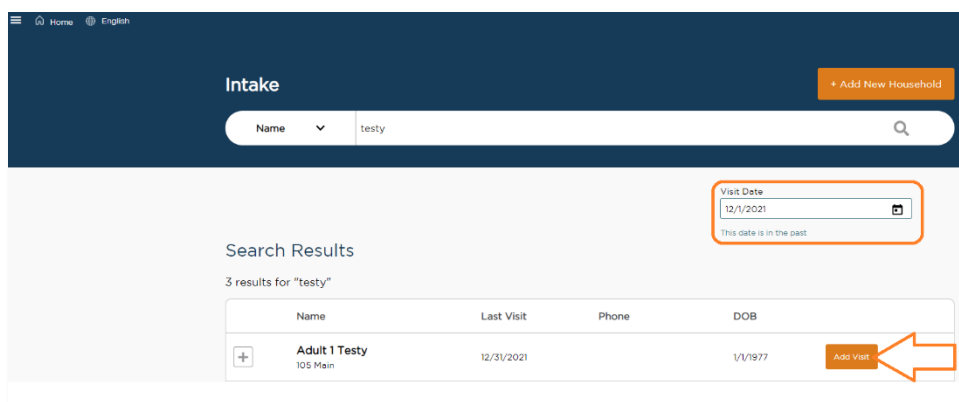 Home English
Intake
+ Add New Household
Name testy
Visit Date
12/1/2021
This date is in the past
Search Results
3 results for "testy"
Name Last Visit Phone DOB
Adult 1 Testy 12/31/2021 1/1/1977 Add Visit
105 Main